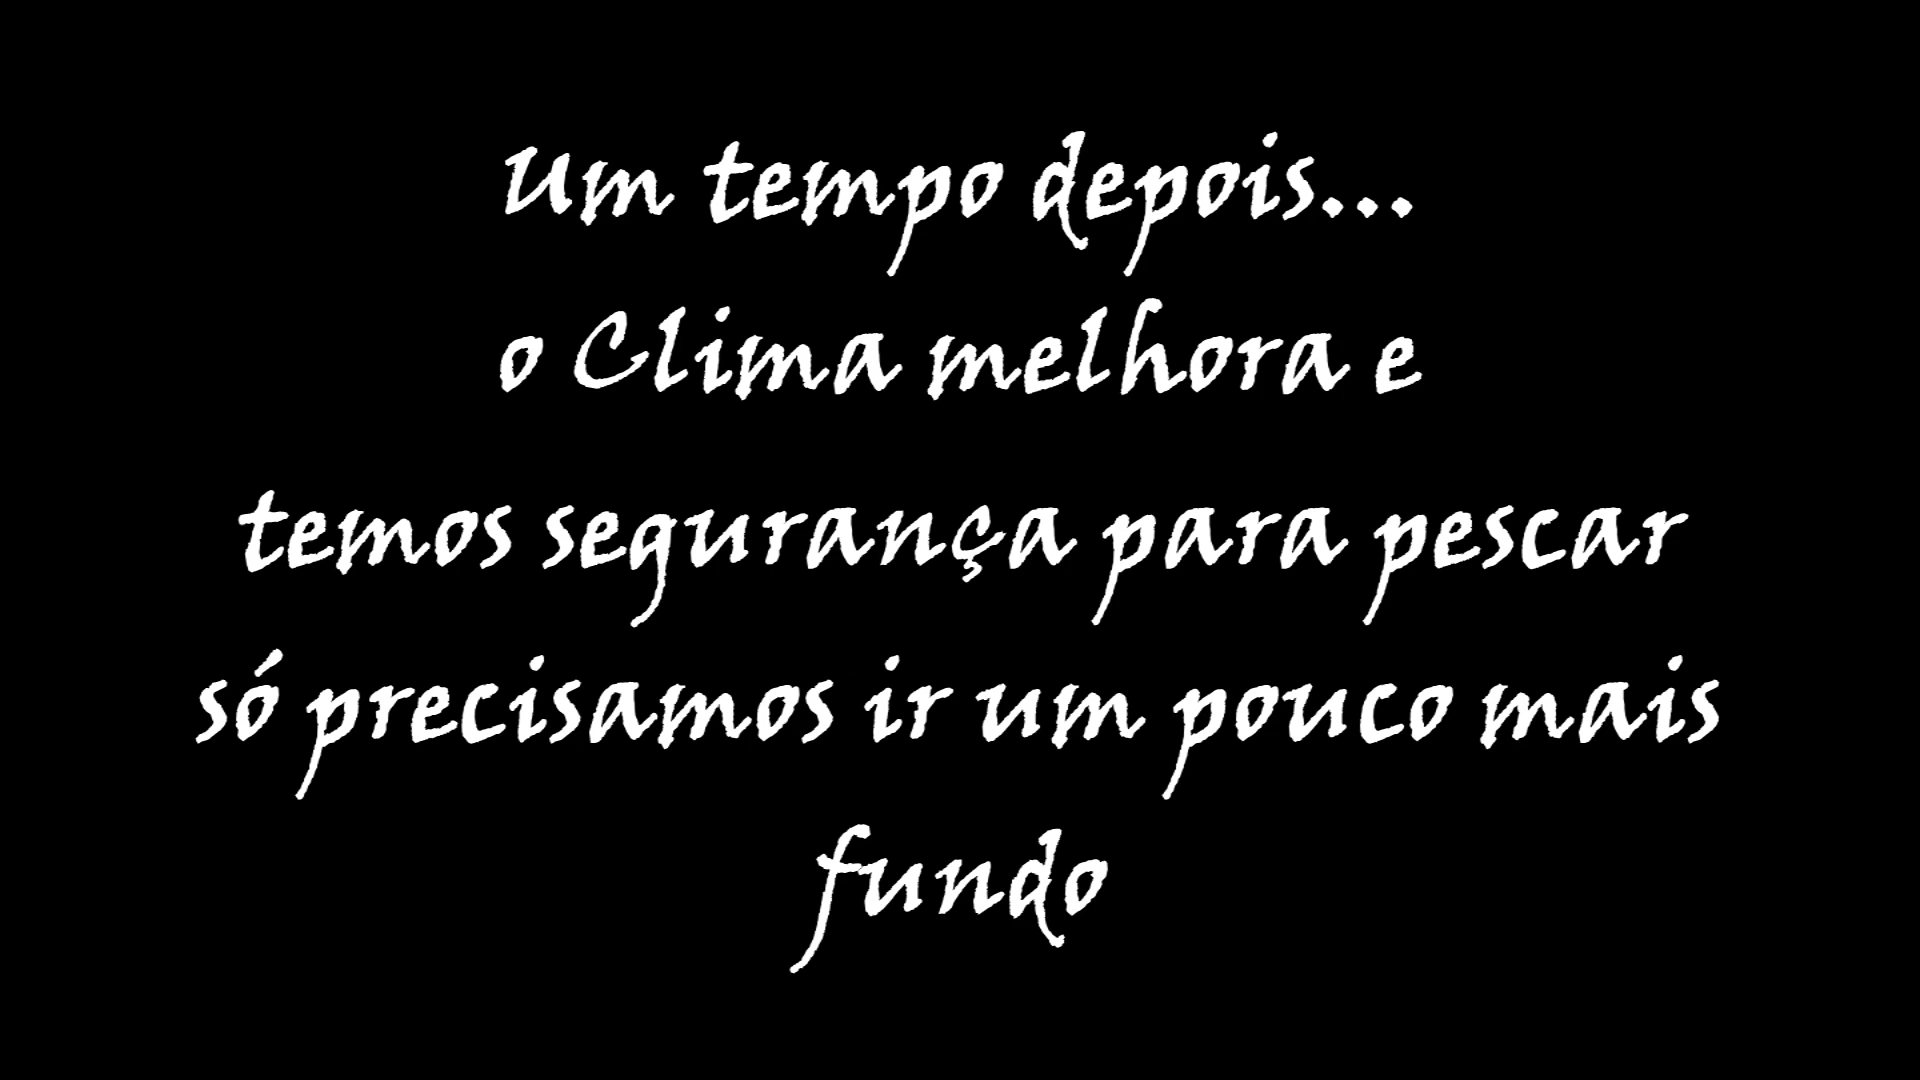 Um tempo depois...
o Clima melhora e
temos segurança para pescar
só precisamos ir um pouco mais
fundo